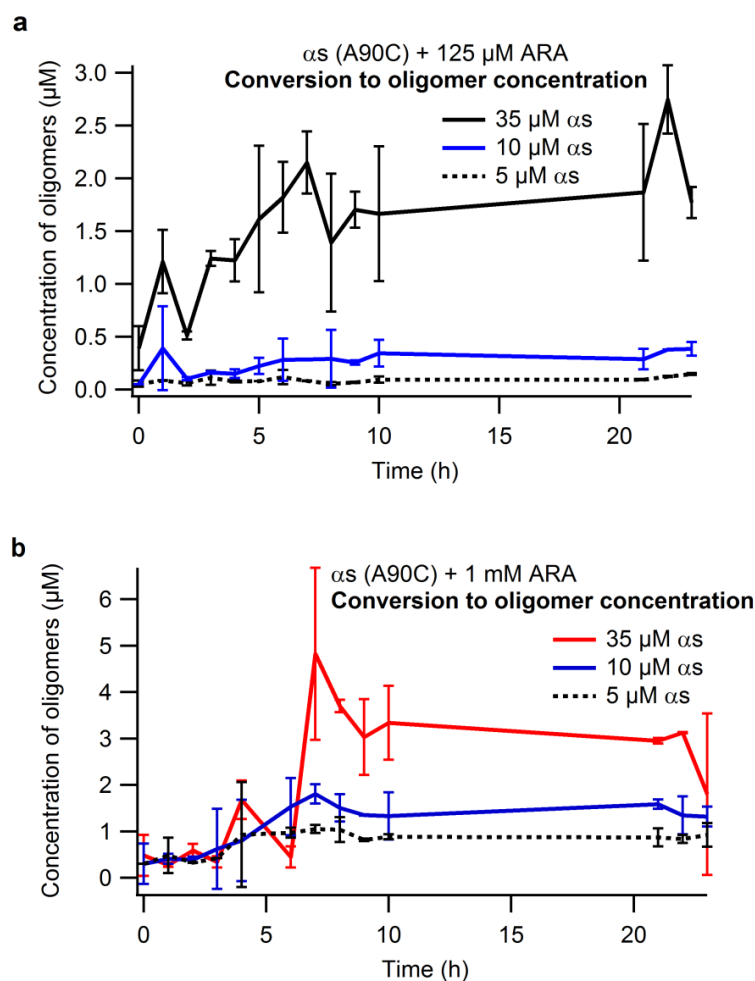 a
αs (A90C) + 125 µM ARA
Conversion to oligomer concentration
35 µM αs
10 µM αs
5 µM αs
Concentration of oligomers (µM)
3.0
2.5
2.0
1.5
1.0
0.5
0.0
0
5
10
15
20
Time (h)
b
αs (A90C) + 1 mM ARA
Conversion to oligomer concentration
35 µM αs
10 µM αs
5 µM αs
Concentration of oligomers (µM)
6
5
4
3
2
1
0
0
5
10
15
20
Time (h)